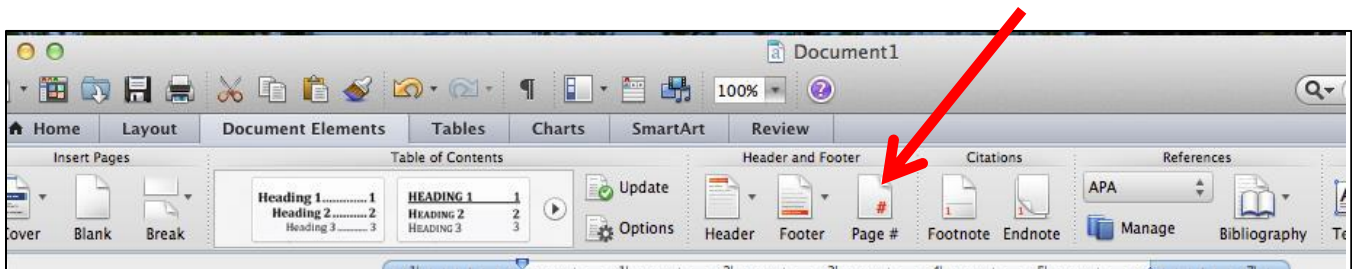 Document1
100%
Home Layout Document Elements Tables Charts SmartArt Review
Insert Pages Table of Contents Header and Footer Citations References
Heading 1 1 HEADING 1 1 Update APA
Heading 2 2 HEADING 2 2
Heading 3 3 HEADING 3 3 Options Manage
Cover Blank Break Header Footer Page # Footnote Endnote Bibliography